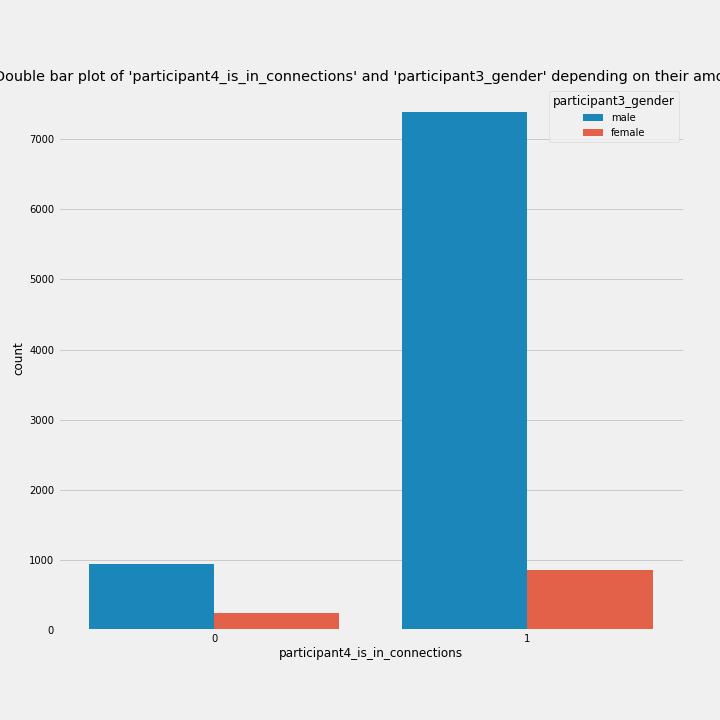 Double bar plot of 'participant4_is_in_connections' and 'participant3_gender' depending on their
participant3_gender
male
female
7000
6000
5000
4000
3000
2000
1000
0
count
0 1
participant4_is_in_connections